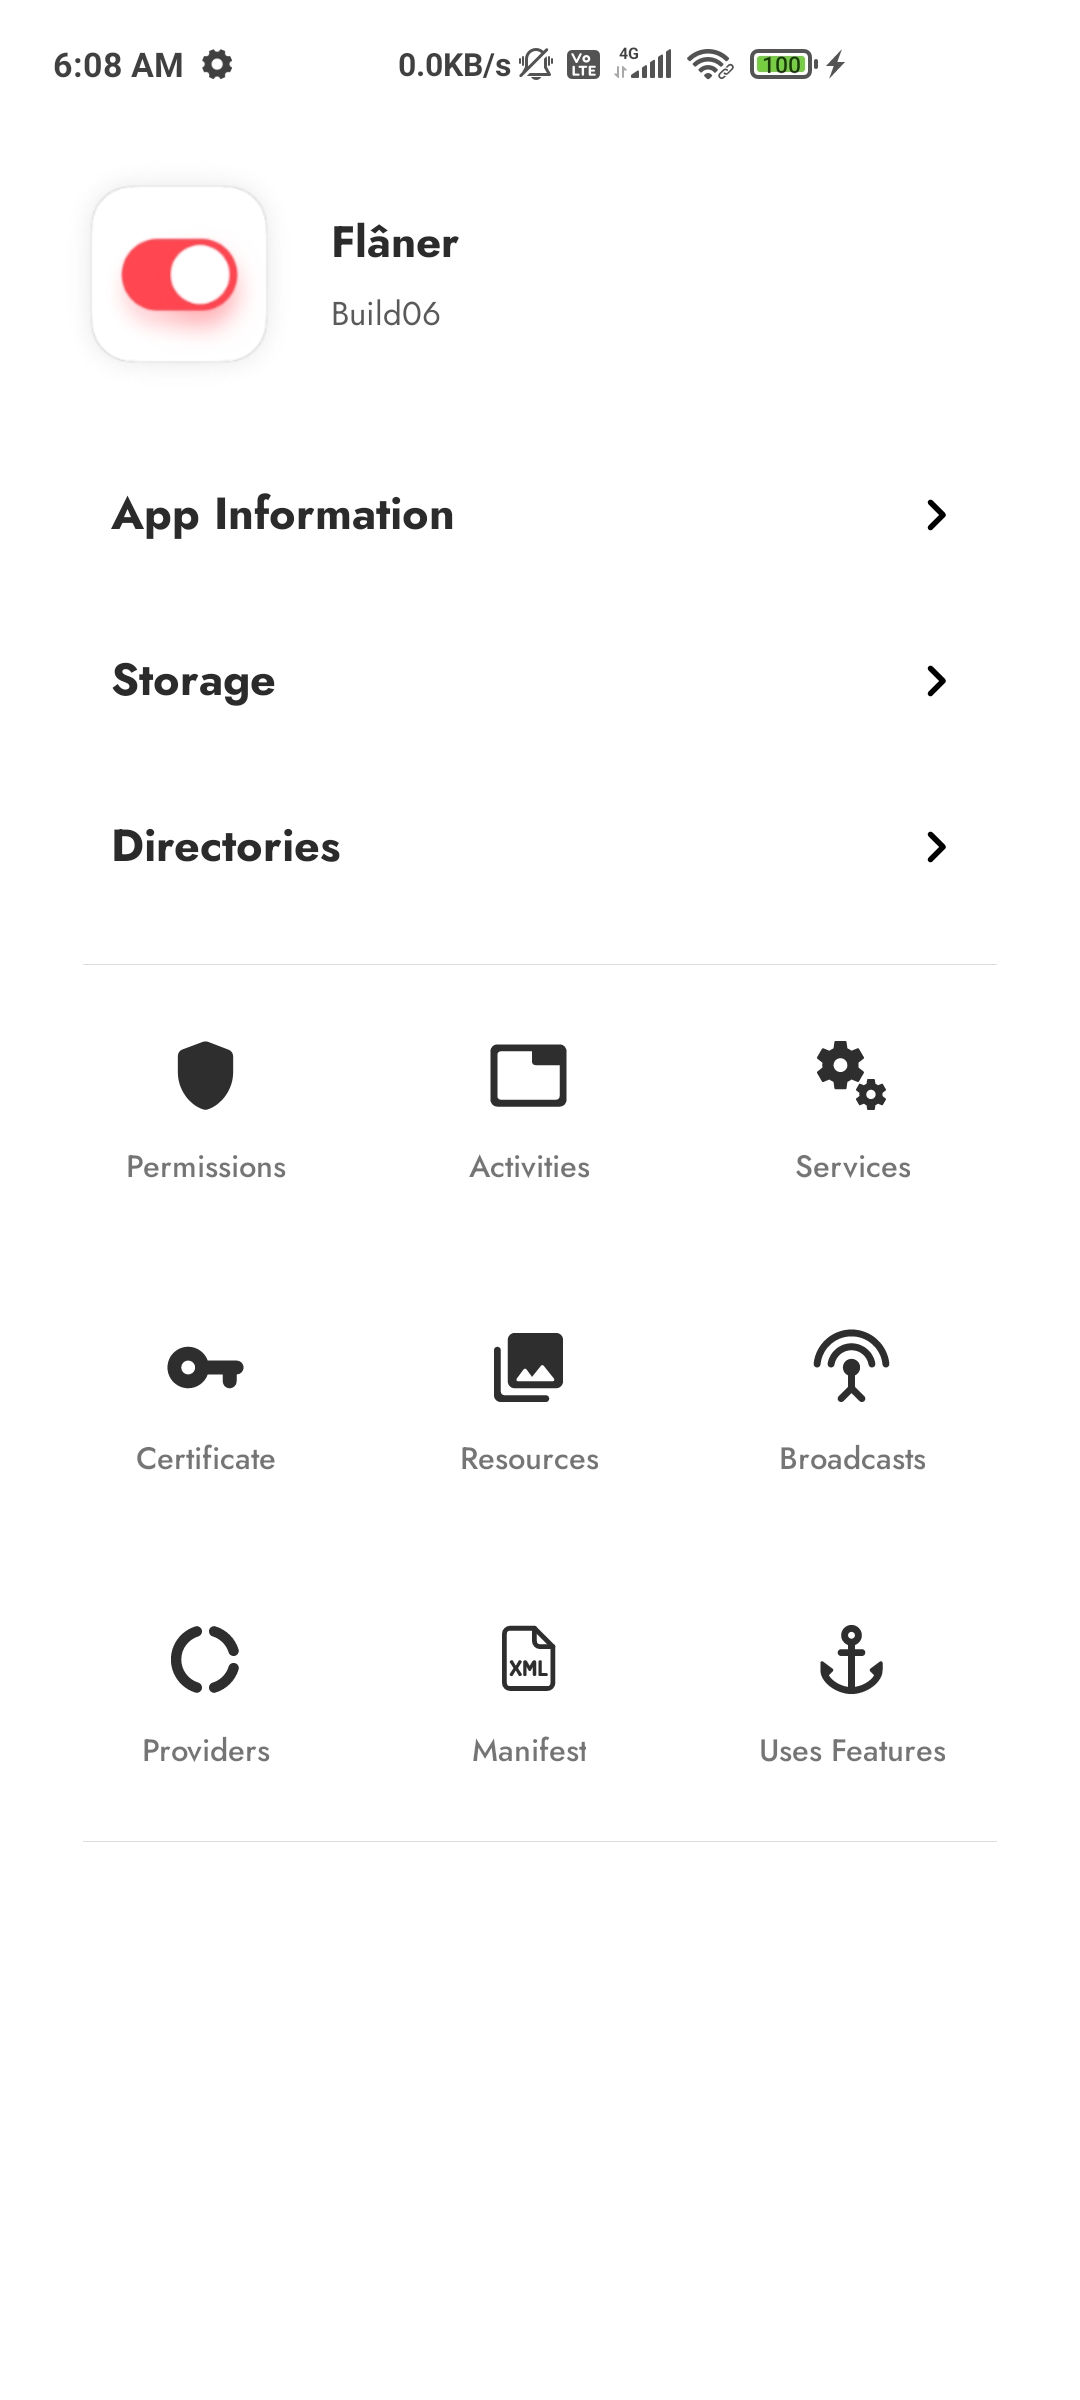 6:08 AM 0.0KB/s Vo LTE 4G 100
Flâner
Build06
App Information
Storage
Directories
Permissions Activities Services
Certificate Resources Broadcasts
XML
Providers Manifest Uses Features